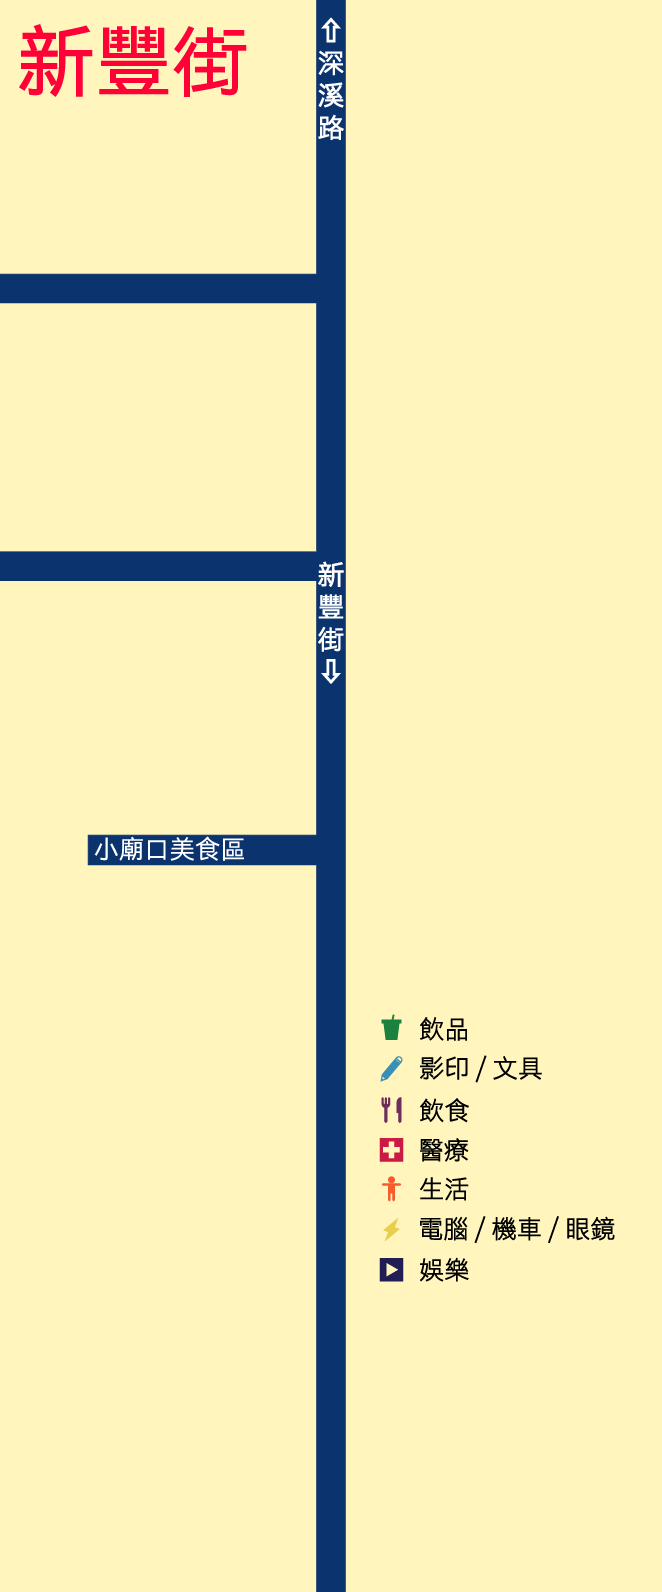 新豐街
⇧深溪路
新豐街⇩
小廟口美食區
飲品
影印 / 文具
飲食
醫療
生活
電腦 / 機車 / 眼鏡
娛樂